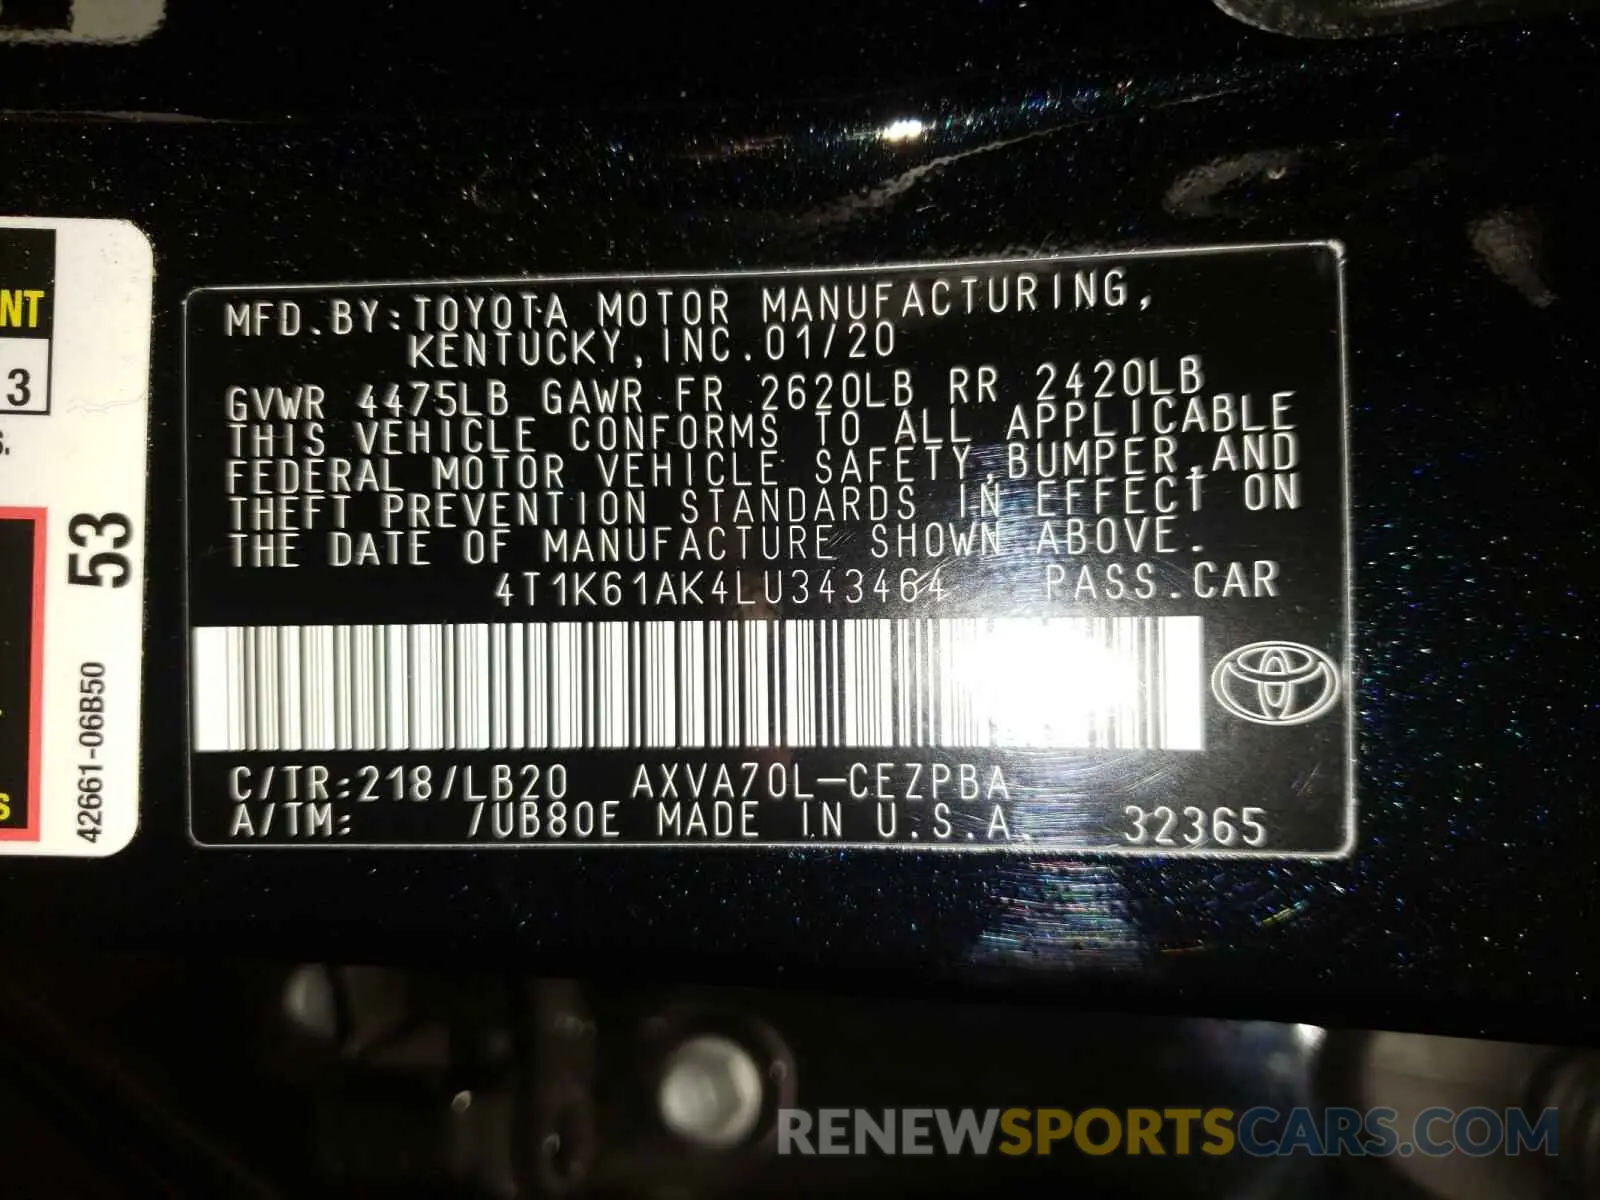 NT
3
S.
53
42661-06B50
S
MFD.BY:TOYOTA MOTOR MANUFACTURING,
KENTUCKY,INC.01/20
GVWR 4475LB GAWR FR 2620LB RR 2420LB
THIS VEHICLE CONFORMS TO ALL APPLICABLE
FEDERAL MOTOR VEHICLE SAFETY,BUMPER,AND
THEFT PREVENTION STANDARDS IN EFFECT ON
THE DATE OF MANUFACTURE SHOWN ABOVE.
4T1K61AK4LU343464 PASS.CAR
C/TR:218/LB20 AXVA70L-CEZPBA
A/TM: /UB80E MADE IN U.S.A. 32365
RENEWSPORTSCARS.COM